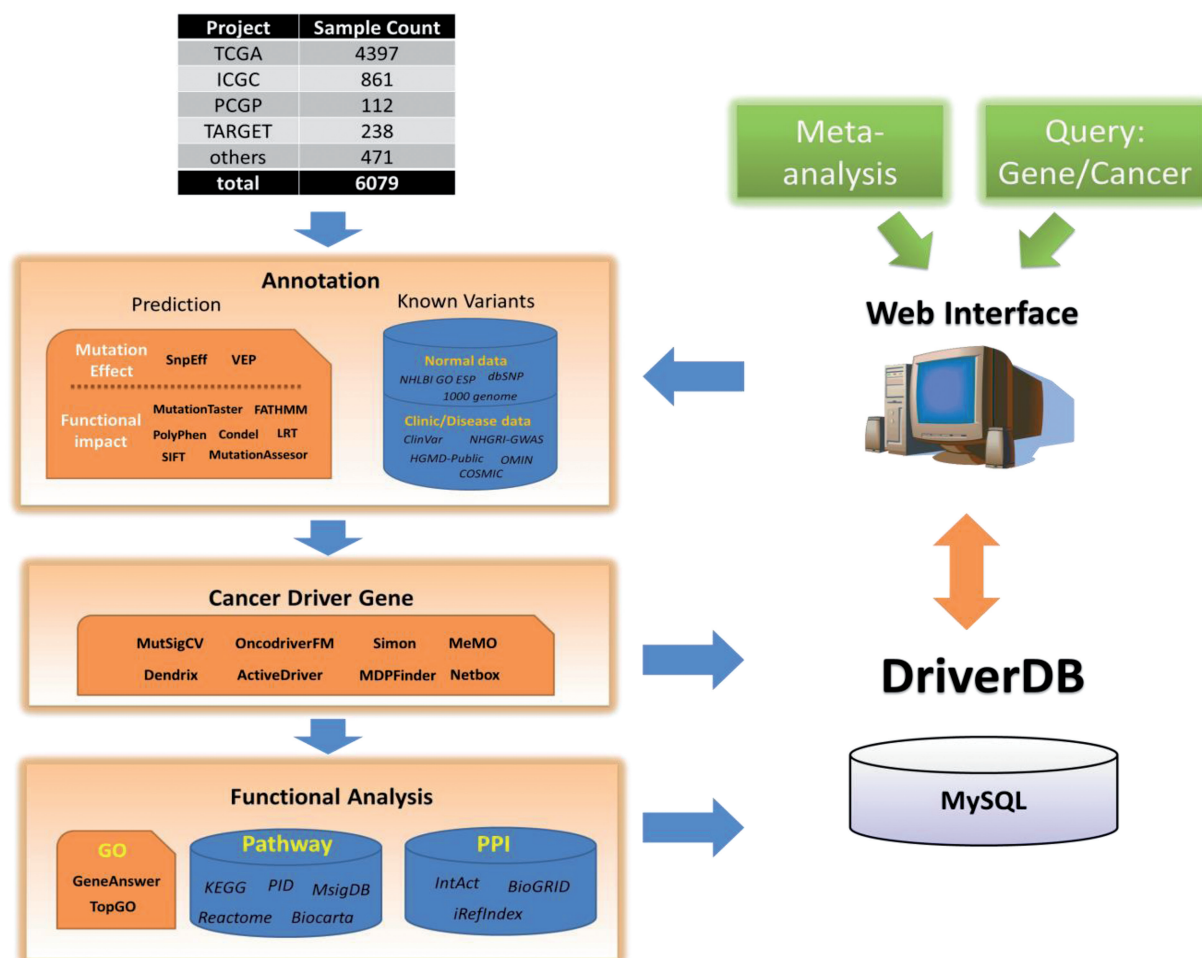 Project Sample Count
TCGA 4397
ICGC 861
PCGP 112
TARGET 238
others 471
total 6079
Meta-
analysis
Query:
Gene/Cancer
Annotation
Prediction
Known Variants
Mutation
Effect
SnpEff VEP
Functional
impact
MutationTaster FATHMM
PolyPhen Condel LRT
SIFT MutationAssesor
Normal data
NHLBI GO ESP dbSNP
1000 genome
Clinic/Disease data
ClinVar NHGRI-GWAS
HGMD-Public OMIN
COSMIC
Web Interface
Cancer Driver Gene
MutSigCV OncodriverFM Simon MeMO
Dendrix ActiveDriver MDPFinder Netbox
DriverDB
MySQL
Functional Analysis
GO
GeneAnswer
TopGO
Pathway
KEGG PID MsigDB
Reactome Biocarta
PPI
IntAct BioGRID
iRefIndex